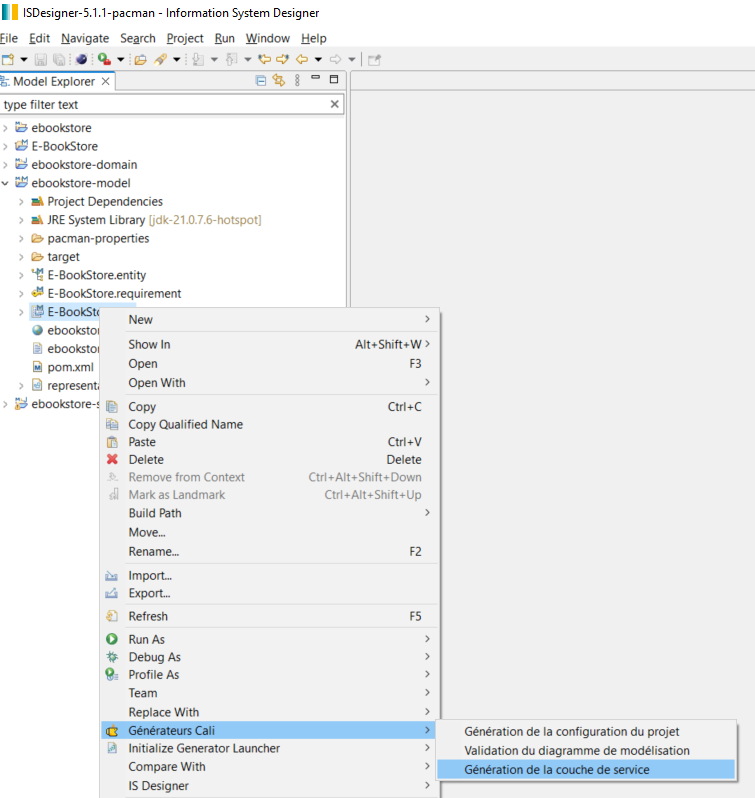 ISDesigner-5.1.1-pacman - Information System Designer
File Edit Navigate Search Project Run Window Help
Model Explorer
type filter text
ebookstore
E-BookStore
ebookstore-domain
ebookstore-model
Project Dependencies
JRE System Library [jdk-21.0.7.6-hotspot]
pacman-properties
target
E-BookStore.entity
E-BookStore.requirement
E-BookSto
ebookstor
ebookstor
pom.xml
representa
ebookstore-s
New
Show In Alt+Shift+W
Open F3
Open With
Copy Ctrl+C
Copy Qualified Name
Paste Ctrl+V
Delete Delete
Remove from Context Ctrl+Alt+Shift+Down
Mark as Landmark Ctrl+Alt+Shift+Up
Build Path
Move...
Rename... F2
Import...
Export...
Refresh F5
Run As
Debug As
Profile As
Team
Replace With
Générateurs Cali
Initialize Generator Launcher
Compare With
IS Designer
Génération de la configuration du projet
Validation du diagramme de modélisation
Génération de la couche de service